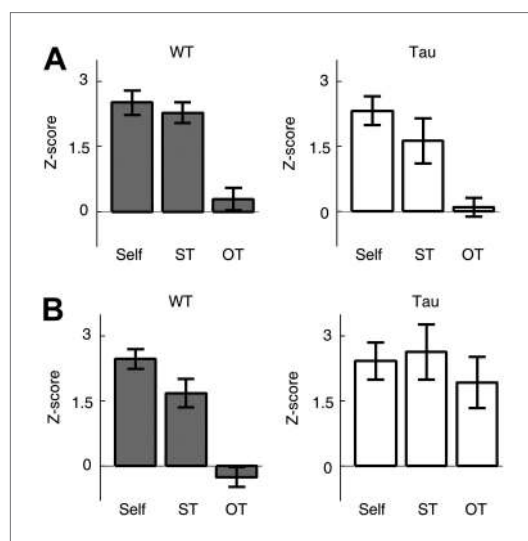 A
WT
Tau
Z-score
3
1.5
0
Self ST OT
Z-score
3
1.5
0
Self ST OT
B
WT
Tau
Z-score
3
1.5
0
Self ST OT
Z-score
3
1.5
0
Self ST OT